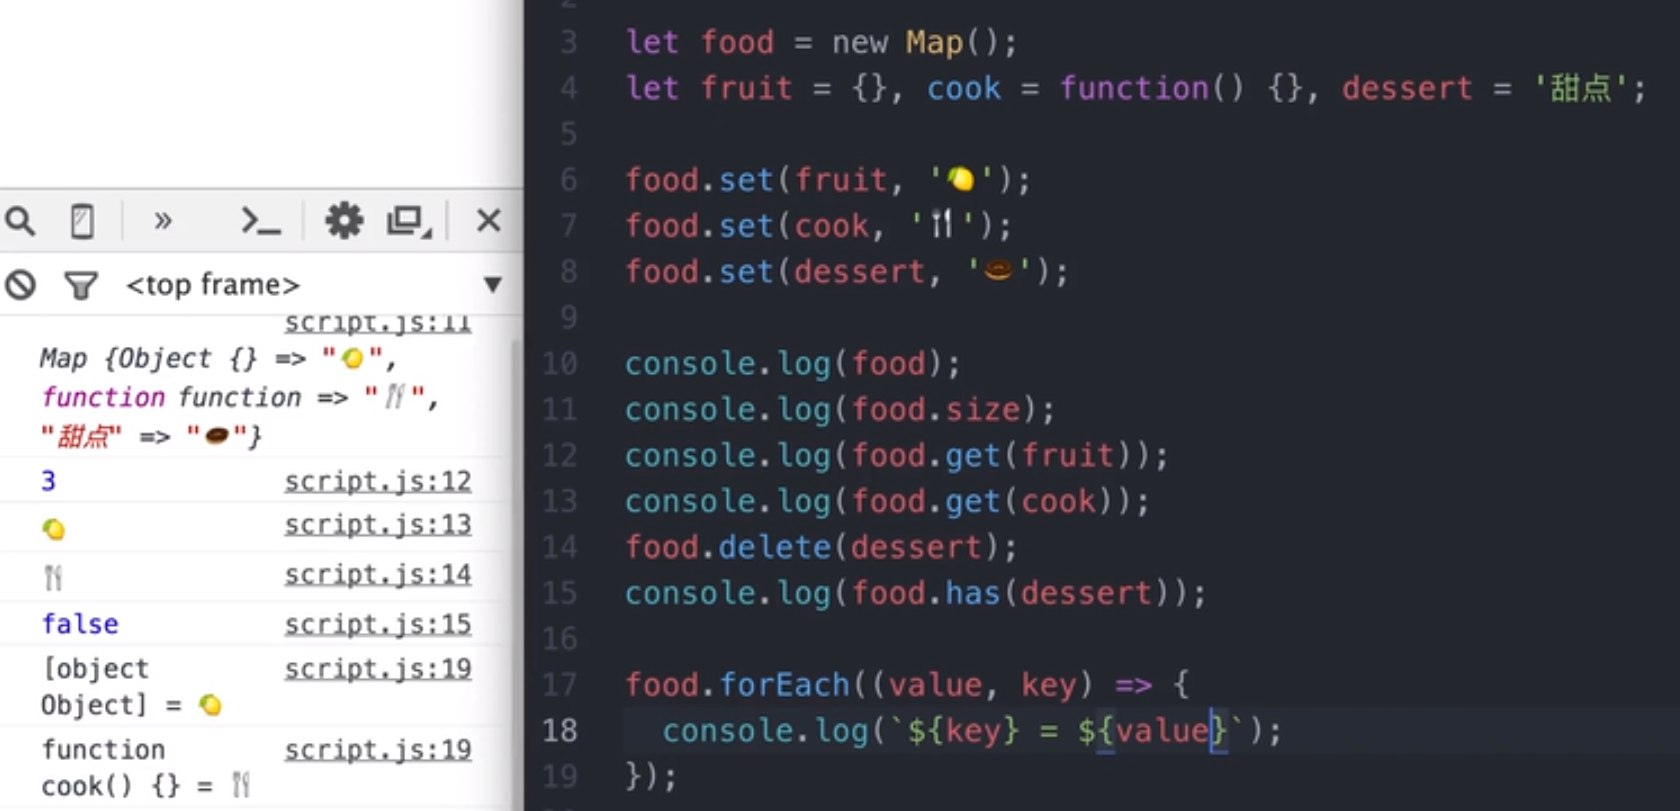 <top frame> ▼
script.js:11
Map {Object {} => "🍋",
function function => "🍴",
"甜点" => "🍩"}
3 script.js:12
🍋 script.js:13
🍴 script.js:14
false script.js:15
[object script.js:19
Object] = 🍋
function script.js:19
cook() {} = 🍴
2
3 let food = new Map();
4 let fruit = {}, cook = function() {}, dessert = '甜点';
5
6 food.set(fruit, '🍋');
7 food.set(cook, '🍴');
8 food.set(dessert, '🍩');
9
10 console.log(food);
11 console.log(food.size);
12 console.log(food.get(fruit));
13 console.log(food.get(cook));
14 food.delete(dessert);
15 console.log(food.has(dessert));
16
17 food.forEach((value, key) => {
18 console.log(`${key} = ${value}`);
19 });